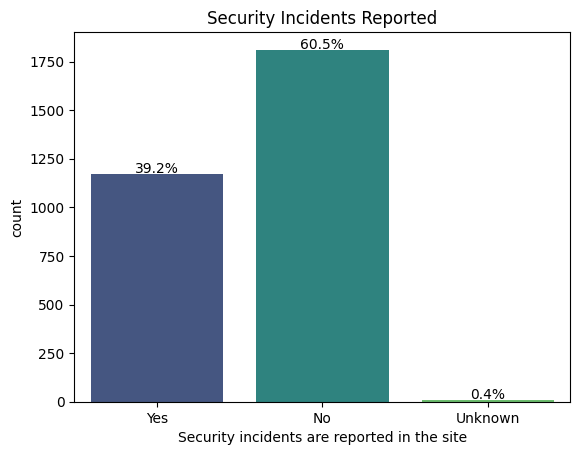 Security Incidents Reported
60.5%
39.2%
0.4%
count
1750
1500
1250
1000
750
500
250
0
Yes
No
Unknown
Security incidents are reported in the site